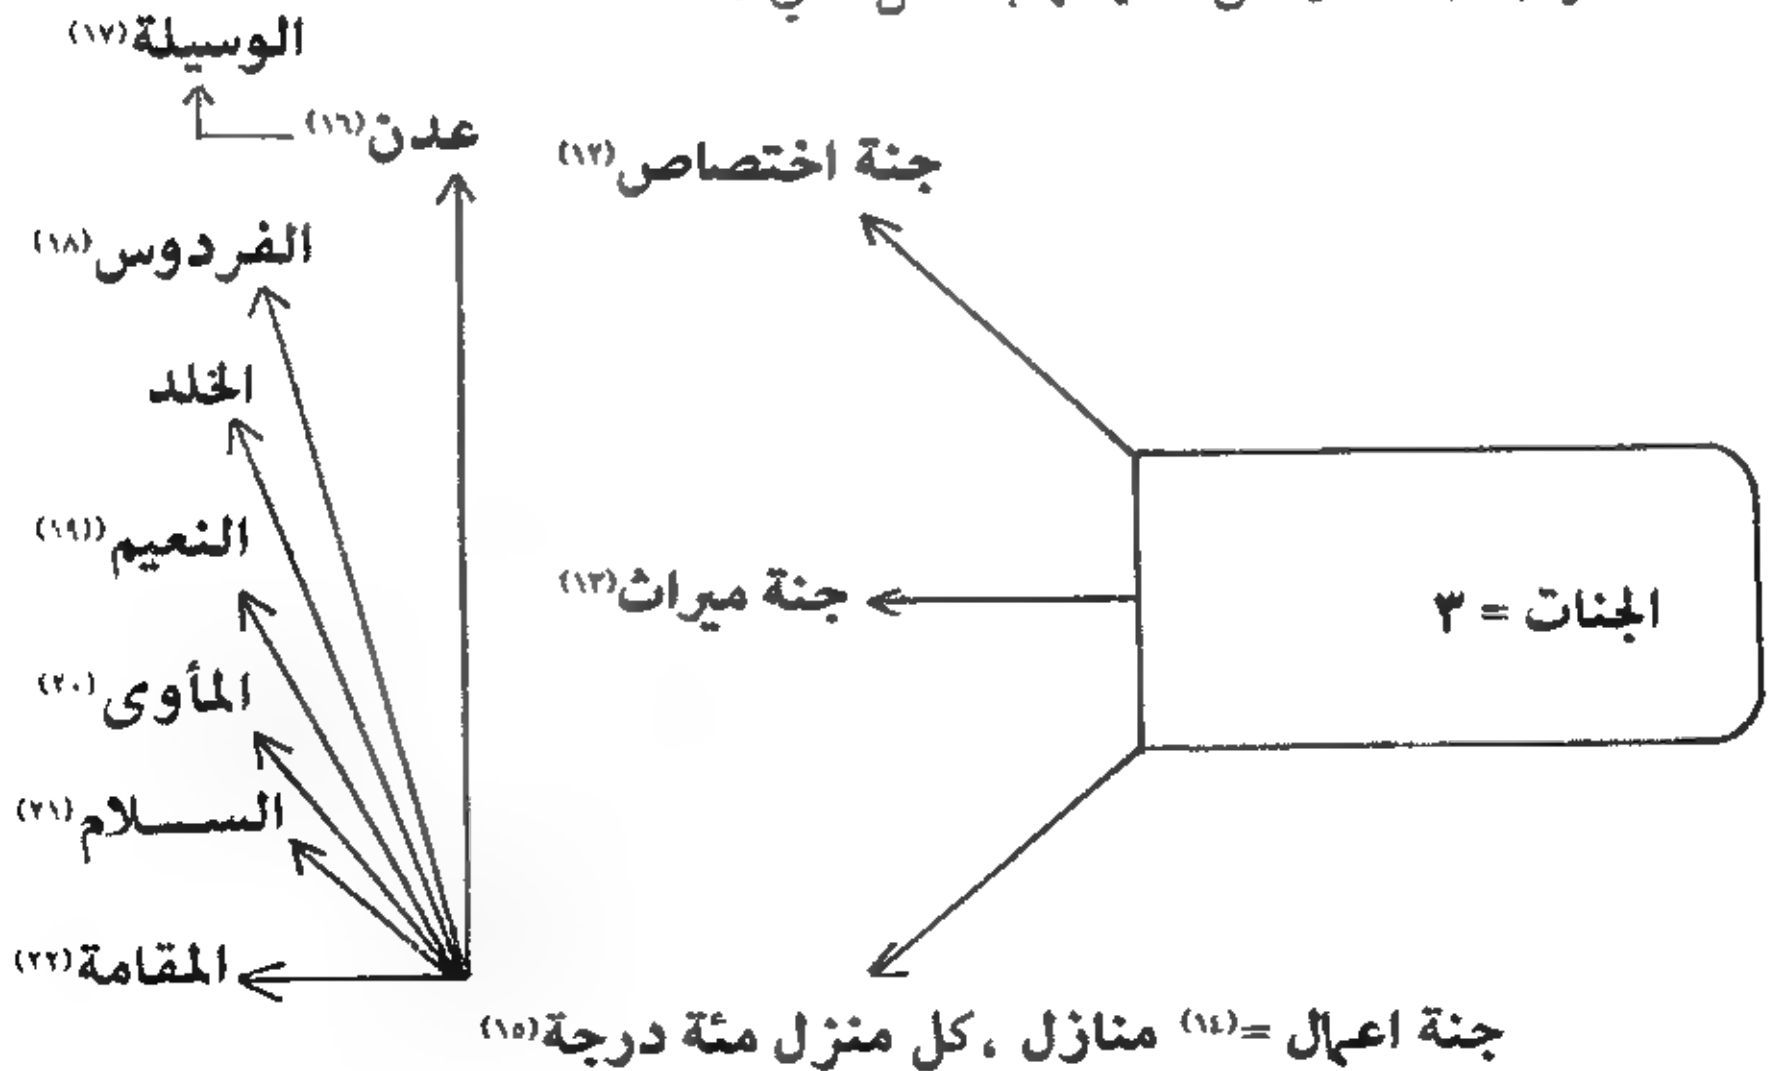 الوسيلة (١٧)
عدن (١٦)
جنة اختصاص (١٢)
الفردوس (١٨)
الخلد
النعيم (١٩))
جنة ميراث (١٣)
الجنات = ٣
المأوى (٢٠)
السلام (٢١)
المقامة (٢٢)
جنة اعمال = (١٤) منازل ، كل منزل مئة درجة (١٥)